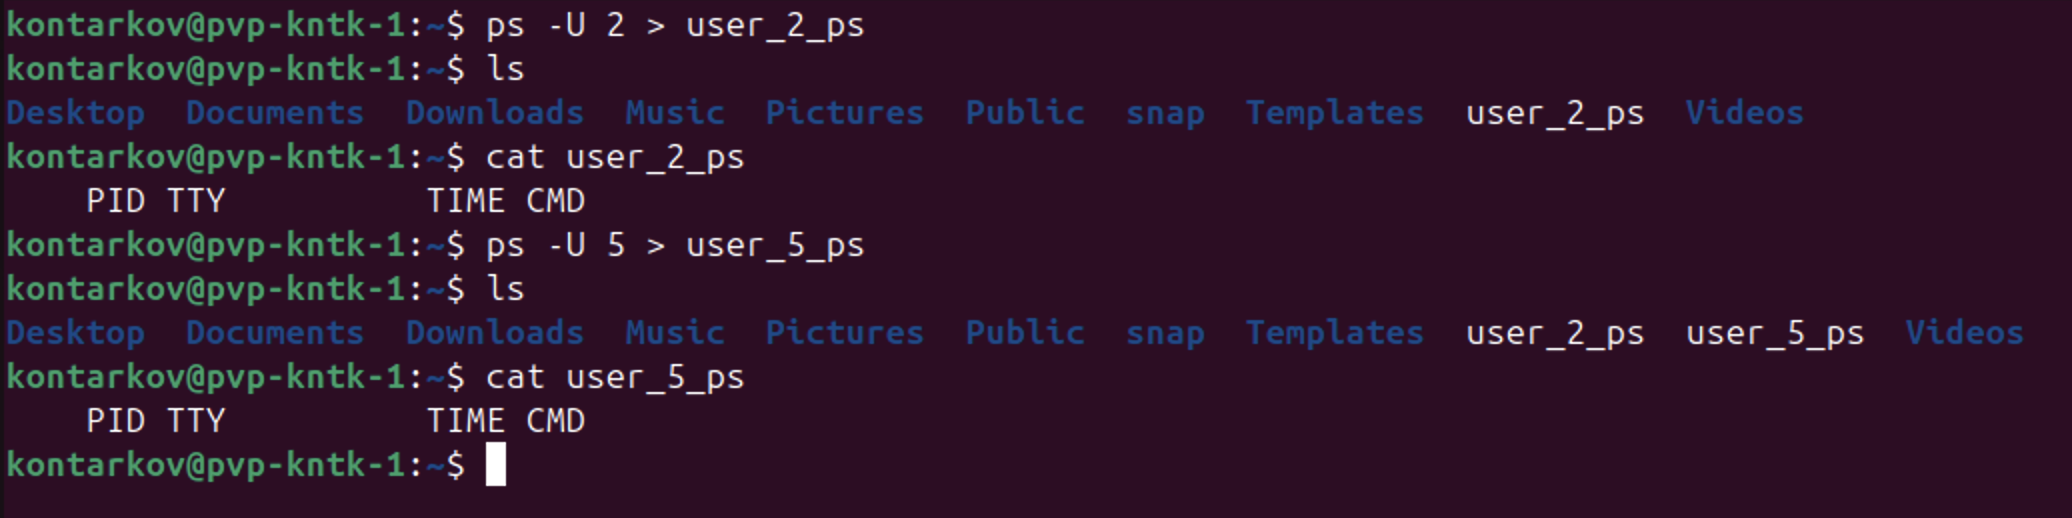 kontarkov@pvp-kntk-1:~$ ps -U 2 > user_2_ps
kontarkov@pvp-kntk-1:~$ ls
Desktop  Documents  Downloads  Music  Pictures  Public  snap  Templates  user_2_ps  Videos
kontarkov@pvp-kntk-1:~$ cat user_2_ps
    PID TTY          TIME CMD
kontarkov@pvp-kntk-1:~$ ps -U 5 > user_5_ps
kontarkov@pvp-kntk-1:~$ ls
Desktop  Documents  Downloads  Music  Pictures  Public  snap  Templates  user_2_ps  user_5_ps  Videos
kontarkov@pvp-kntk-1:~$ cat user_5_ps
    PID TTY          TIME CMD
kontarkov@pvp-kntk-1:~$